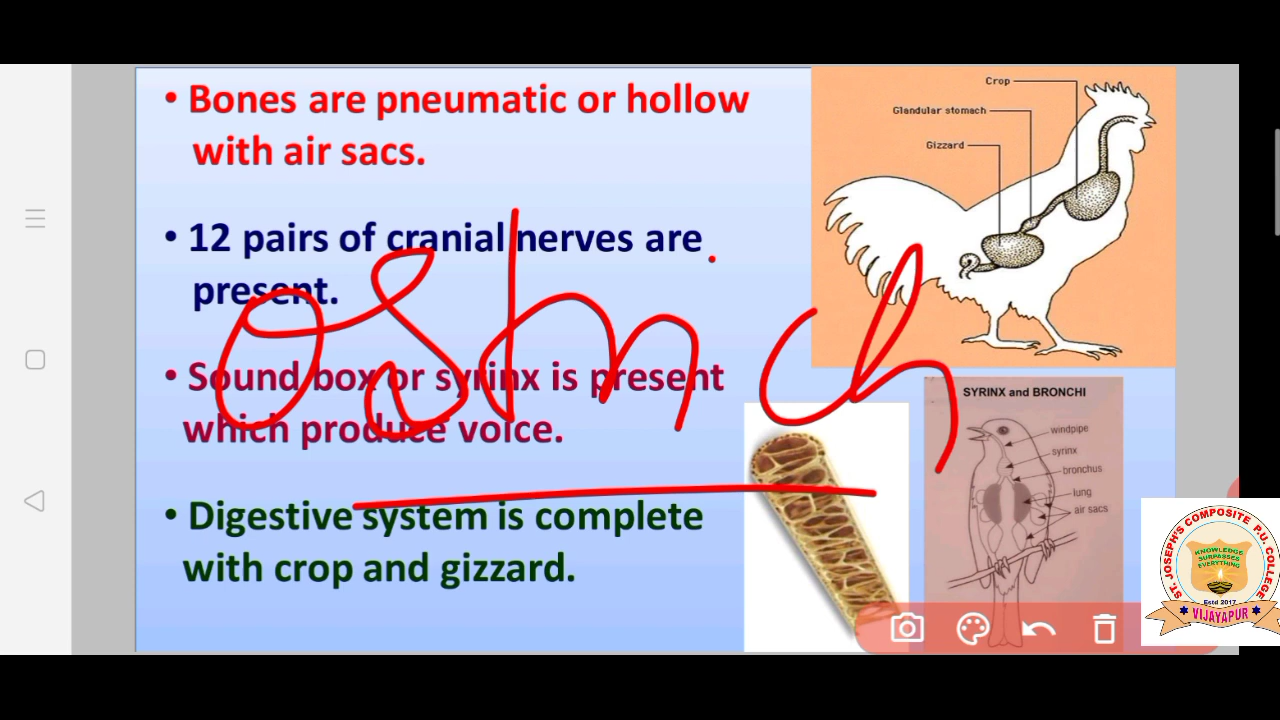 • Bones are pneumatic or hollow
with air sacs.
• 12 pairs of cranial nerves are
present.
• Sound box or syrinx is present
which produce voice.
• Digestive system is complete
with crop and gizzard.
Crop
Glandular stomach
Gizzard
SYRINX and BRONCHI
windpipe
syrinx
bronchus
lung
air sacs
ST. JOSEPH'S COMPOSITE P.U. COLLEGE
KNOWLEDGE
SURPASSES
EVERYTHING
Estd 2017
VIJAYAPUR